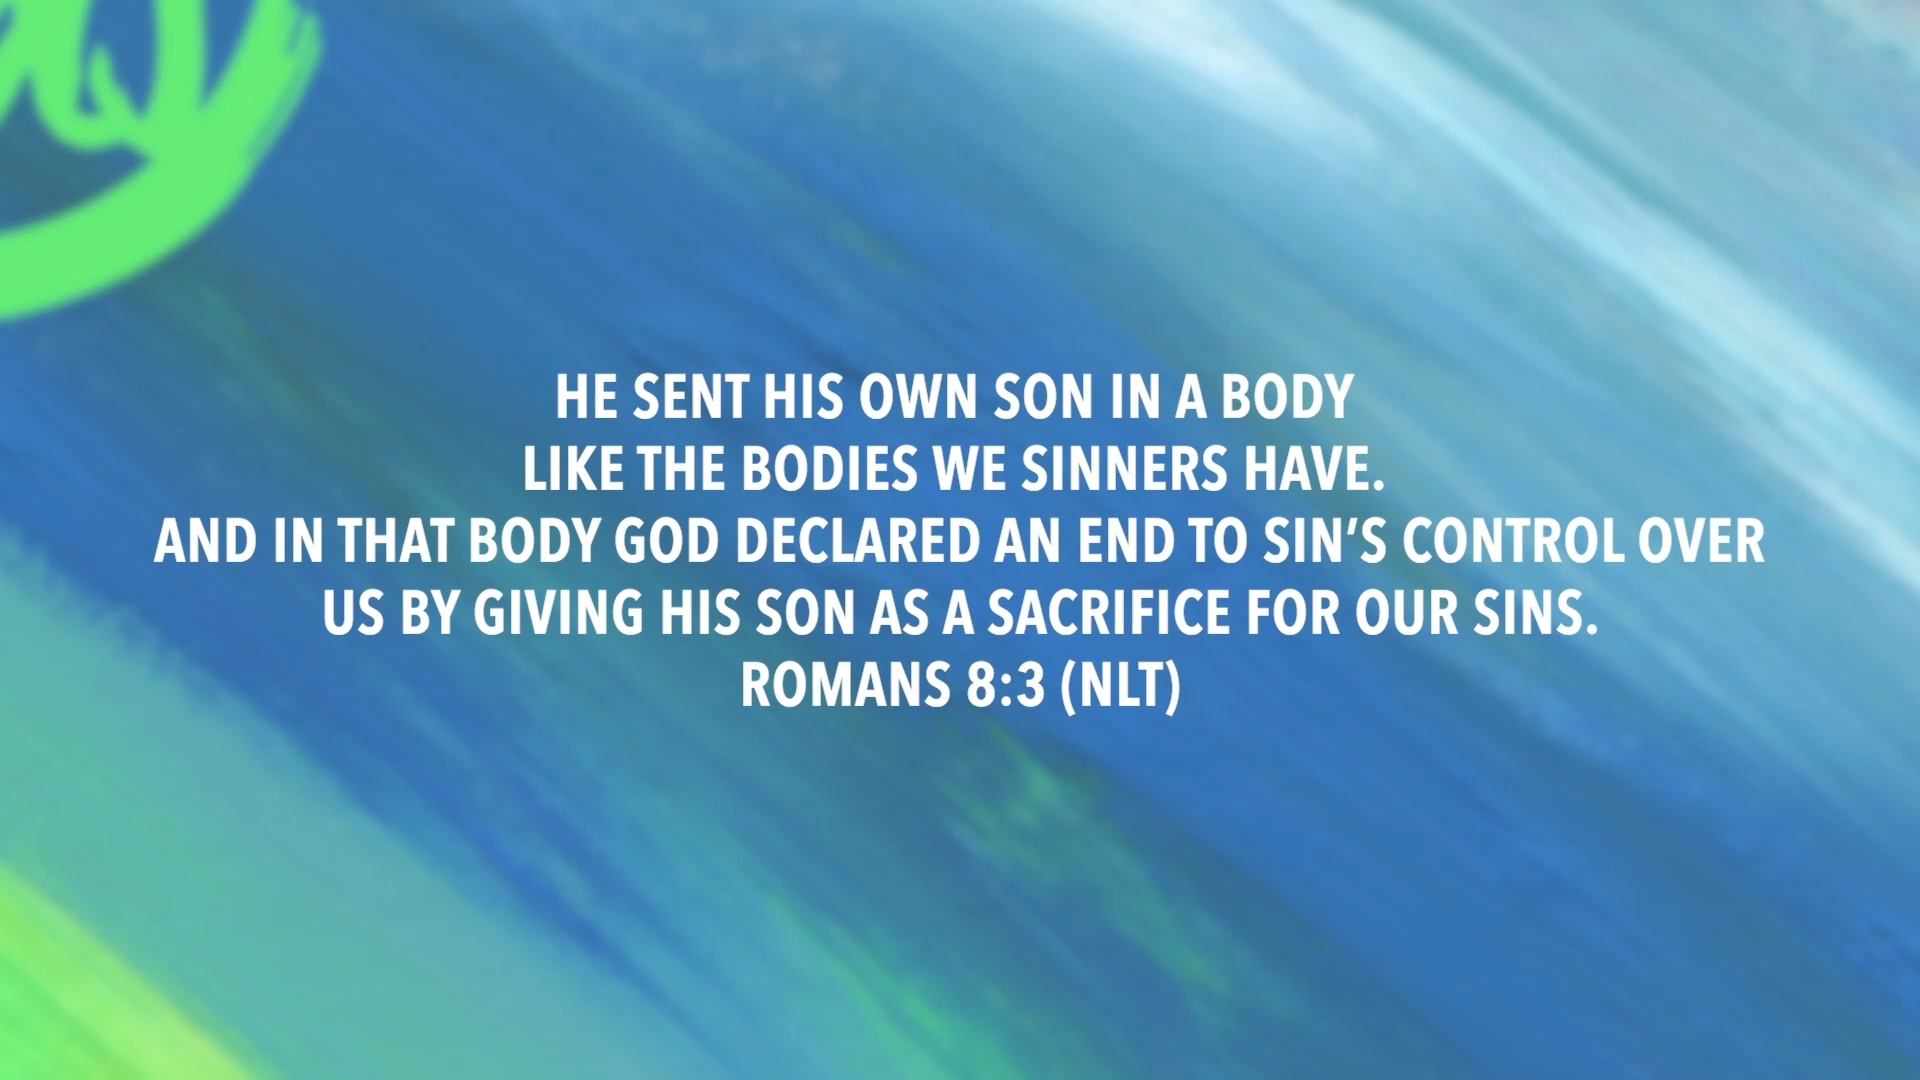 HE SENT HIS OWN SON IN A BODY
LIKE THE BODIES WE SINNERS HAVE.
AND IN THAT BODY GOD DECLARED AN END TO SIN’S CONTROL OVER
US BY GIVING HIS SON AS A SACRIFICE FOR OUR SINS.
ROMANS 8:3 (NLT)